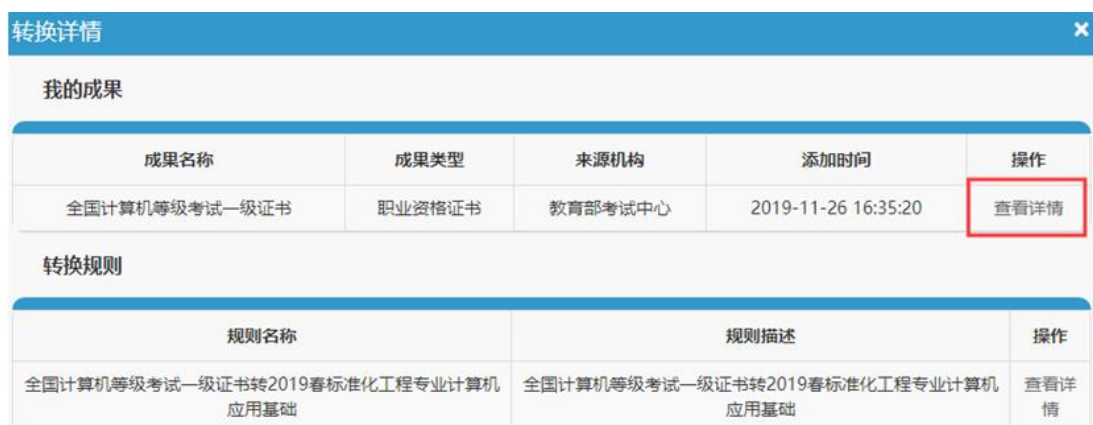 转换详情 ×
我的成果
成果名称 成果类型 来源机构 添加时间 操作
全国计算机等级考试一级证书 职业资格证书 教育部考试中心 2019-11-26 16:35:20 查看详情
转换规则
规则名称 规则描述 操作
全国计算机等级考试一级证书转2019春标准化工程专业计算机 全国计算机等级考试一级证书转2019春标准化工程专业计算机 查看详
应用基础 应用基础 情